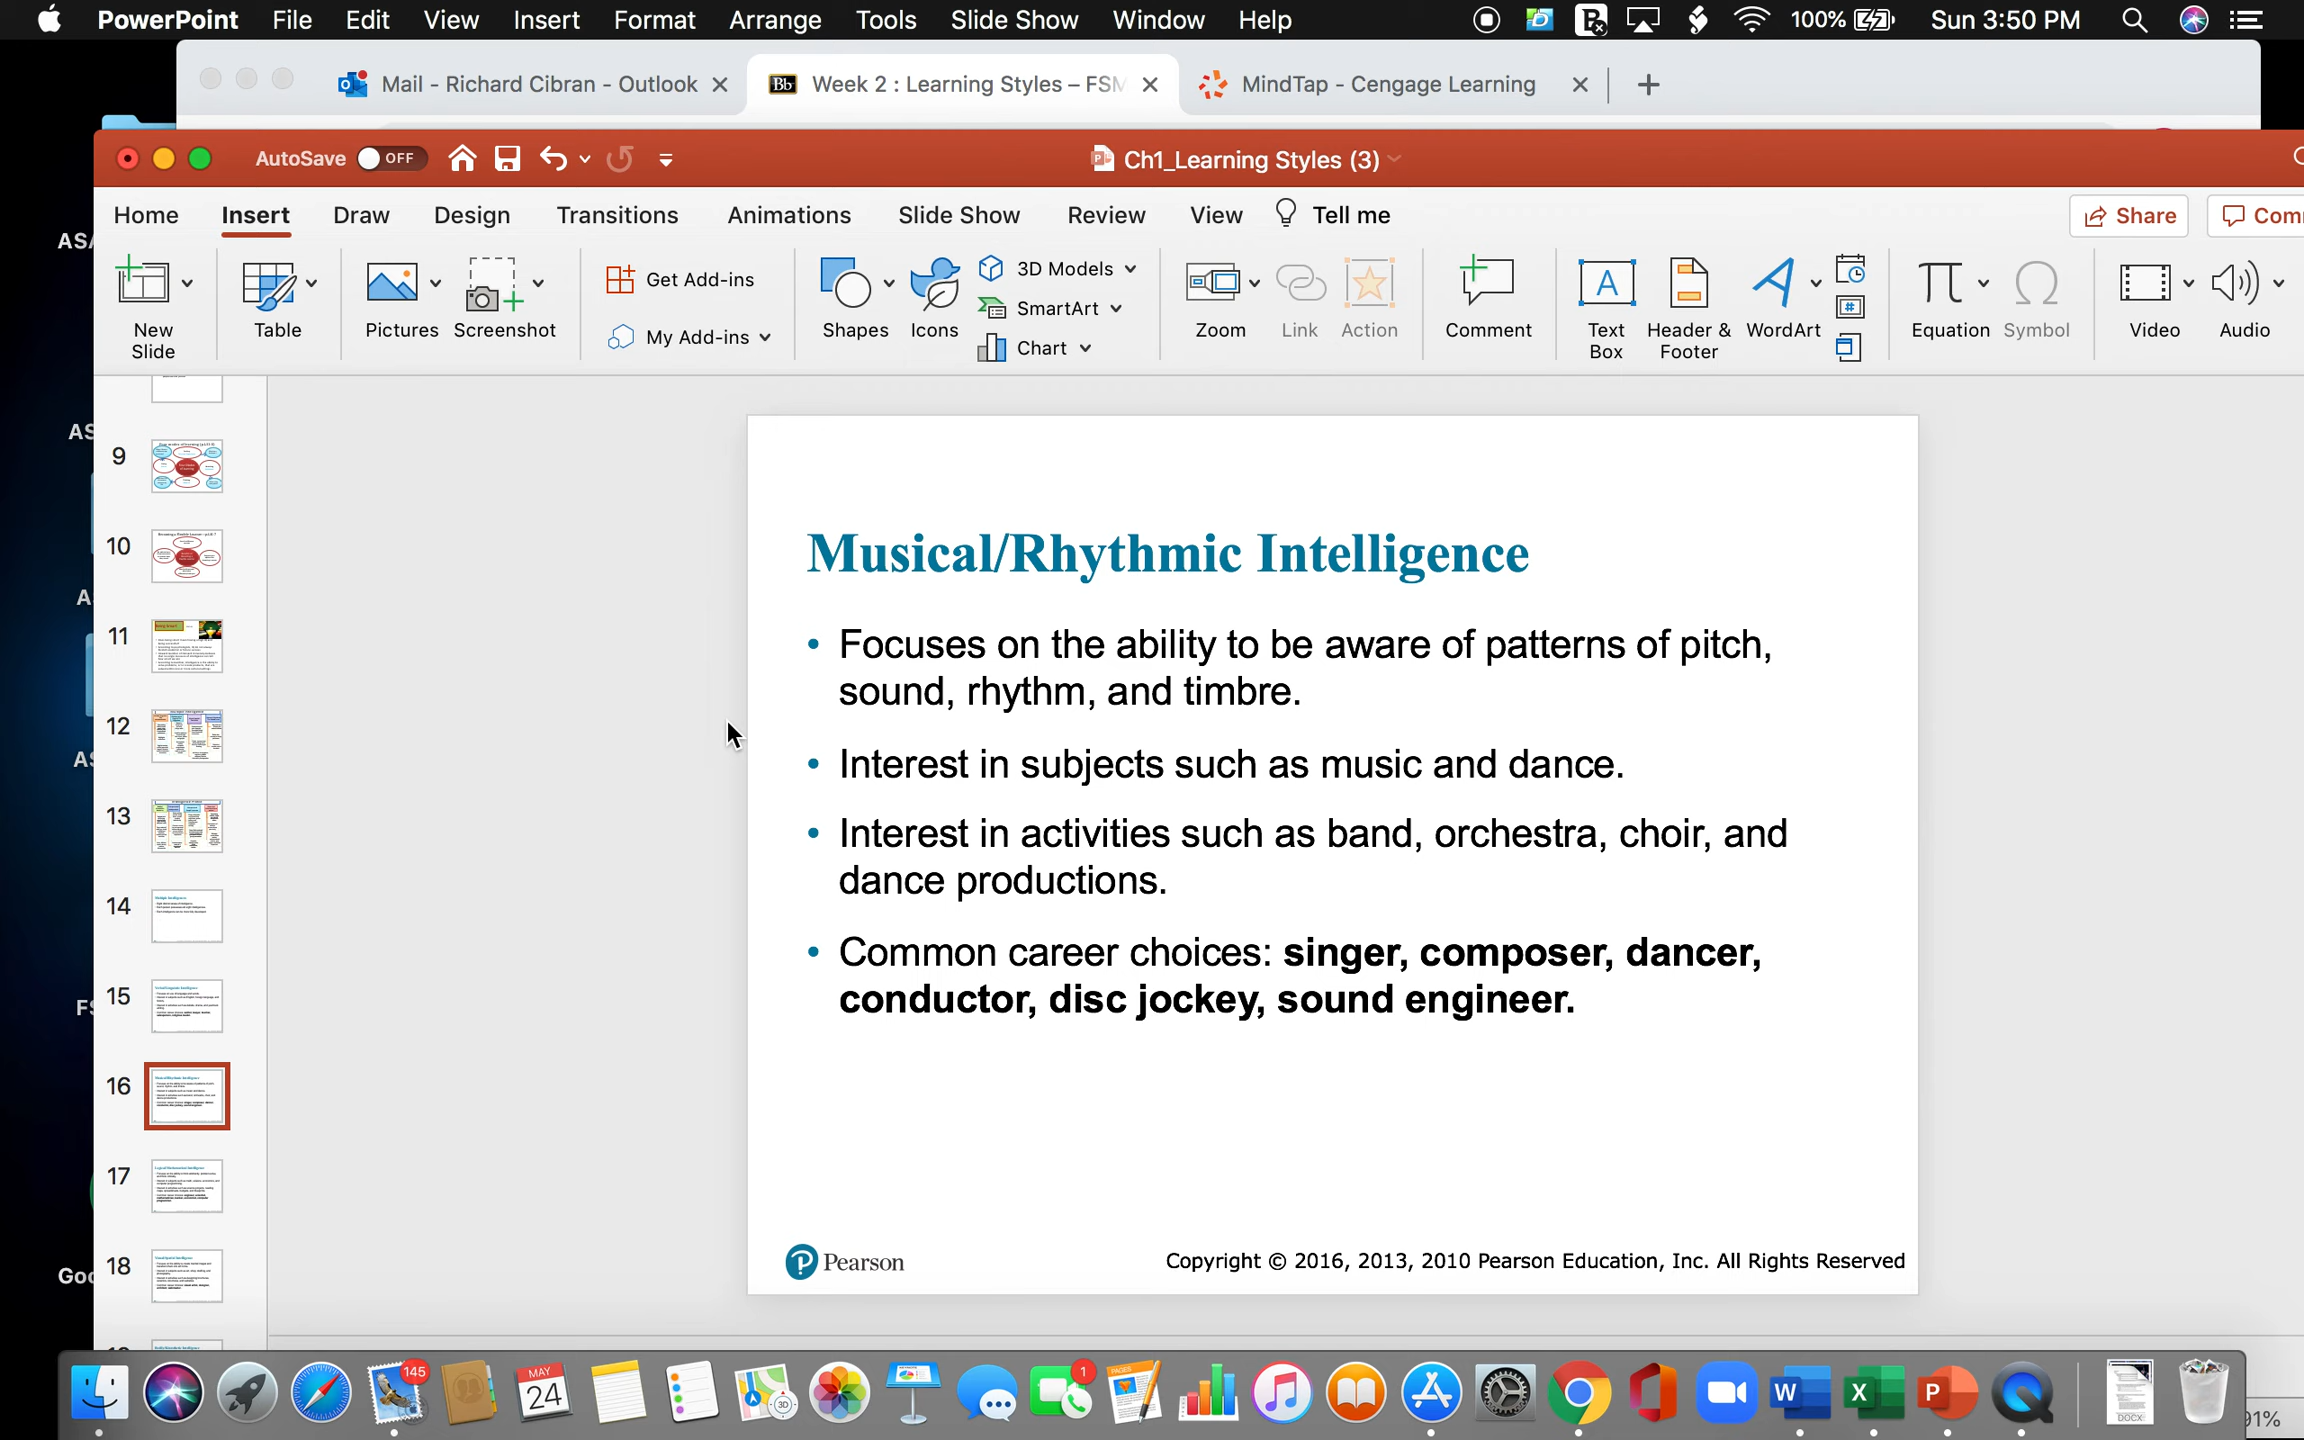 PowerPoint File Edit View Insert Format Arrange Tools Slide Show Window Help 100% Sun 3:50 PM
Mail - Richard Cibran - Outlook Bb Week 2 : Learning Styles – FSM MindTap - Cengage Learning
AutoSave OFF Ch1_Learning Styles (3)
Home Insert Draw Design Transitions Animations Slide Show Review View Tell me Share Com
New Slide
Table
Pictures
Screenshot
Get Add-ins
My Add-ins
Shapes
Icons
3D Models
SmartArt
Chart
Zoom
Link
Action
Comment
Text Box
Header & Footer
WordArt
Equation
Symbol
Video
Audio
9
10
11
12
13
14
15
16
17
18
Musical/Rhythmic Intelligence
• Focuses on the ability to be aware of patterns of pitch,
sound, rhythm, and timbre.
• Interest in subjects such as music and dance.
• Interest in activities such as band, orchestra, choir, and
dance productions.
• Common career choices: singer, composer, dancer,
conductor, disc jockey, sound engineer.
Pearson
Copyright © 2016, 2013, 2010 Pearson Education, Inc. All Rights Reserved
145
MAY
24
3D
1
PAGES
W
X
P
DOCX
91%